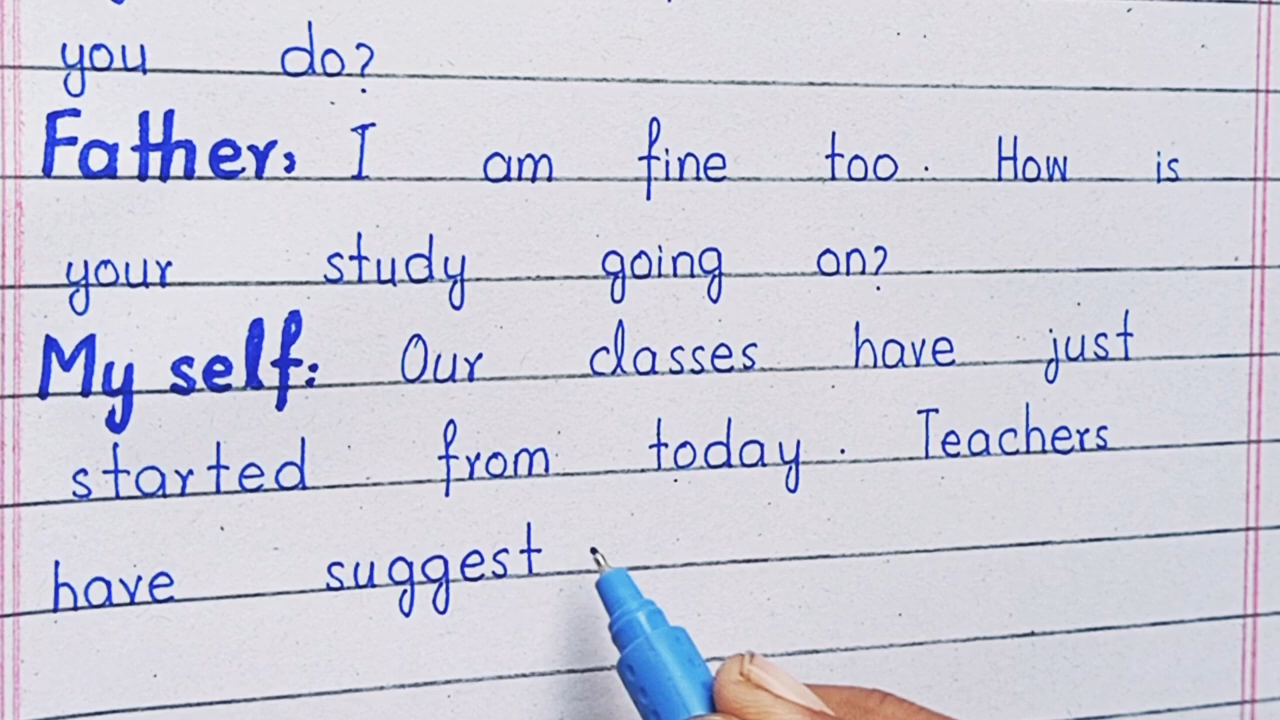 you do?
Father, I am fine too. How is
your study going on?
My self: Our classes have just
started from today. Teachers
have suggest